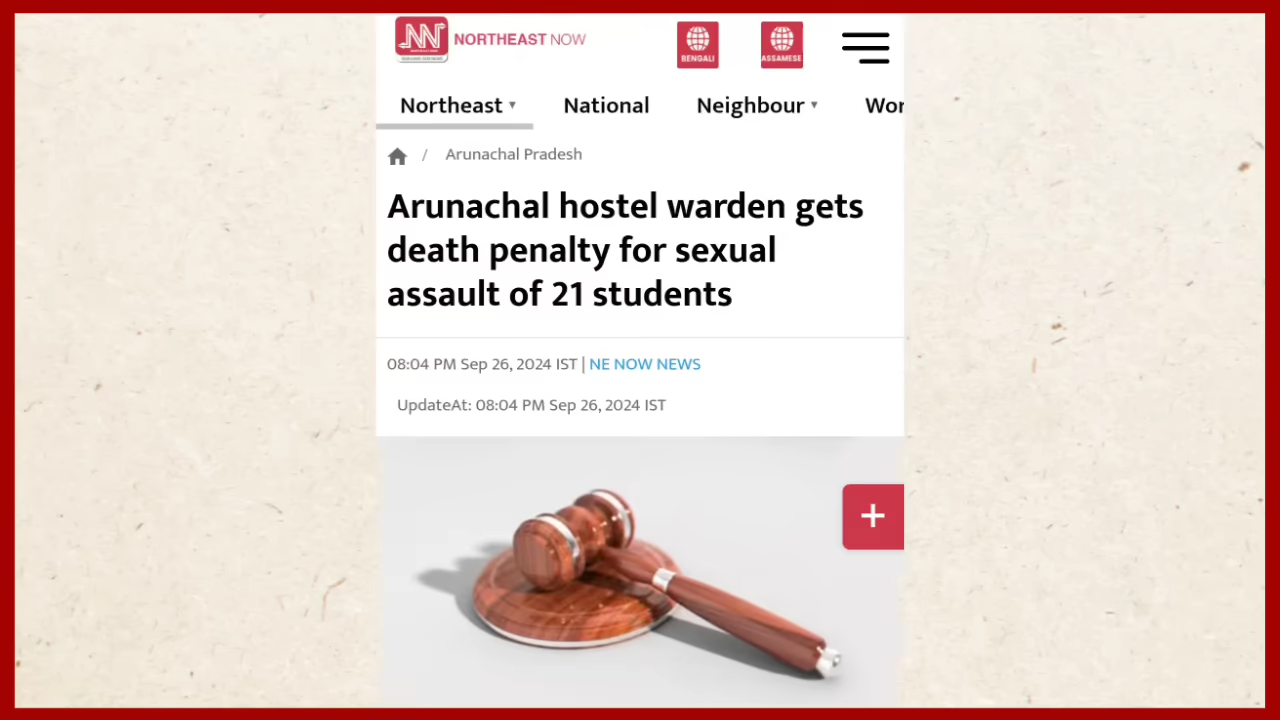 NORTHEAST NOW
BENGALI
ASSAMESE
Northeast ▾ National Neighbour ▾ Wor
/ Arunachal Pradesh
Arunachal hostel warden gets
death penalty for sexual
assault of 21 students
08:04 PM Sep 26, 2024 IST | NE NOW NEWS
UpdateAt: 08:04 PM Sep 26, 2024 IST
+